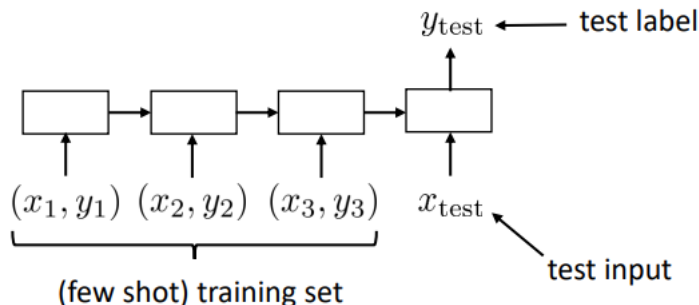 y_test test label
(x_1, y_1) (x_2, y_2) (x_3, y_3) x_test
test input
(few shot) training set